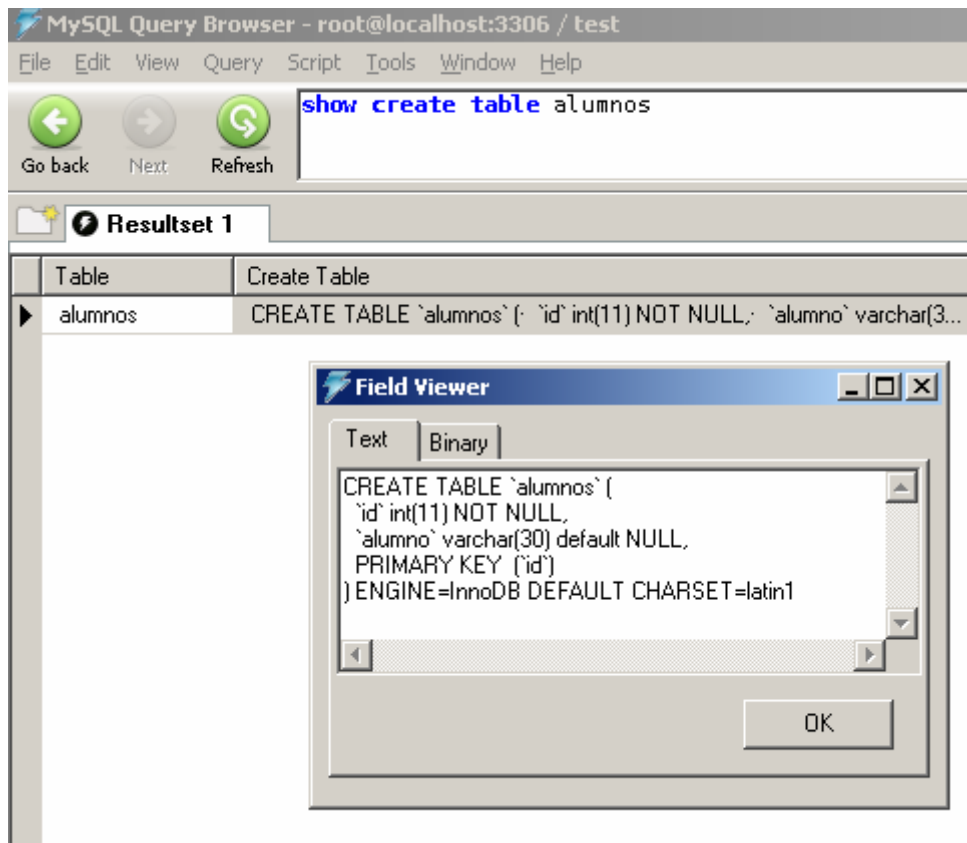 MySQL Query Browser - root@localhost:3306 / test
File Edit View Query Script Tools Window Help
show create table alumnos
Go back Next Refresh
Resultset 1
Table Create Table
alumnos CREATE TABLE `alumnos` (· `id` int(11) NOT NULL,· `alumno` varchar(3...
Field Viewer
Text Binary
CREATE TABLE `alumnos` (
`id` int(11) NOT NULL,
`alumno` varchar(30) default NULL,
PRIMARY KEY (`id`)
) ENGINE=InnoDB DEFAULT CHARSET=latin1
OK